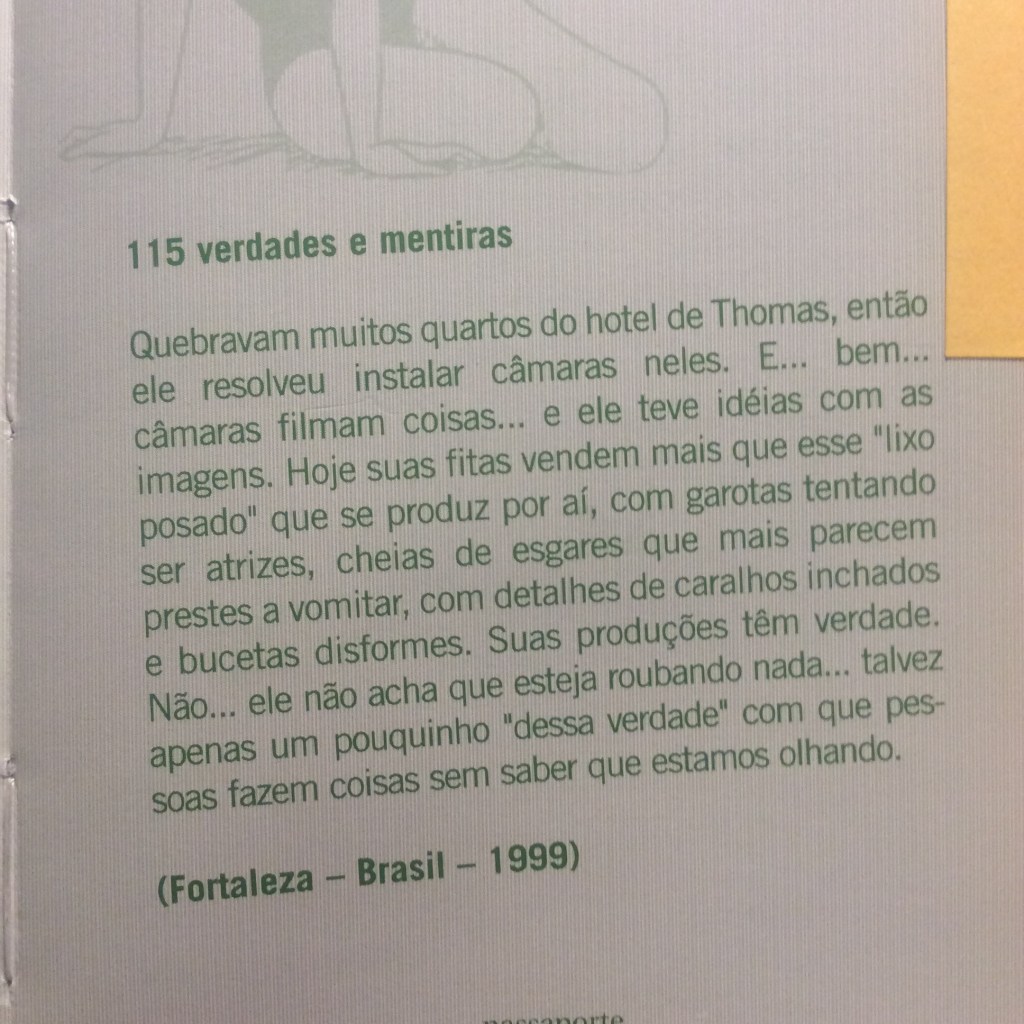 115 verdades e mentiras
Quebravam muitos quartos do hotel de Thomas, então
ele resolveu instalar câmaras neles. E... bem...
câmaras filmam coisas... e ele teve idéias com as
imagens. Hoje suas fitas vendem mais que esse "lixo
posado" que se produz por aí, com garotas tentando
ser atrizes, cheias de esgares que mais parecem
prestes a vomitar, com detalhes de caralhos inchados
e bucetas disformes. Suas produções têm verdade.
Não... ele não acha que esteja roubando nada... talvez
apenas um pouquinho "dessa verdade" com que pes-
soas fazem coisas sem saber que estamos olhando.
(Fortaleza – Brasil – 1999)
passaporte